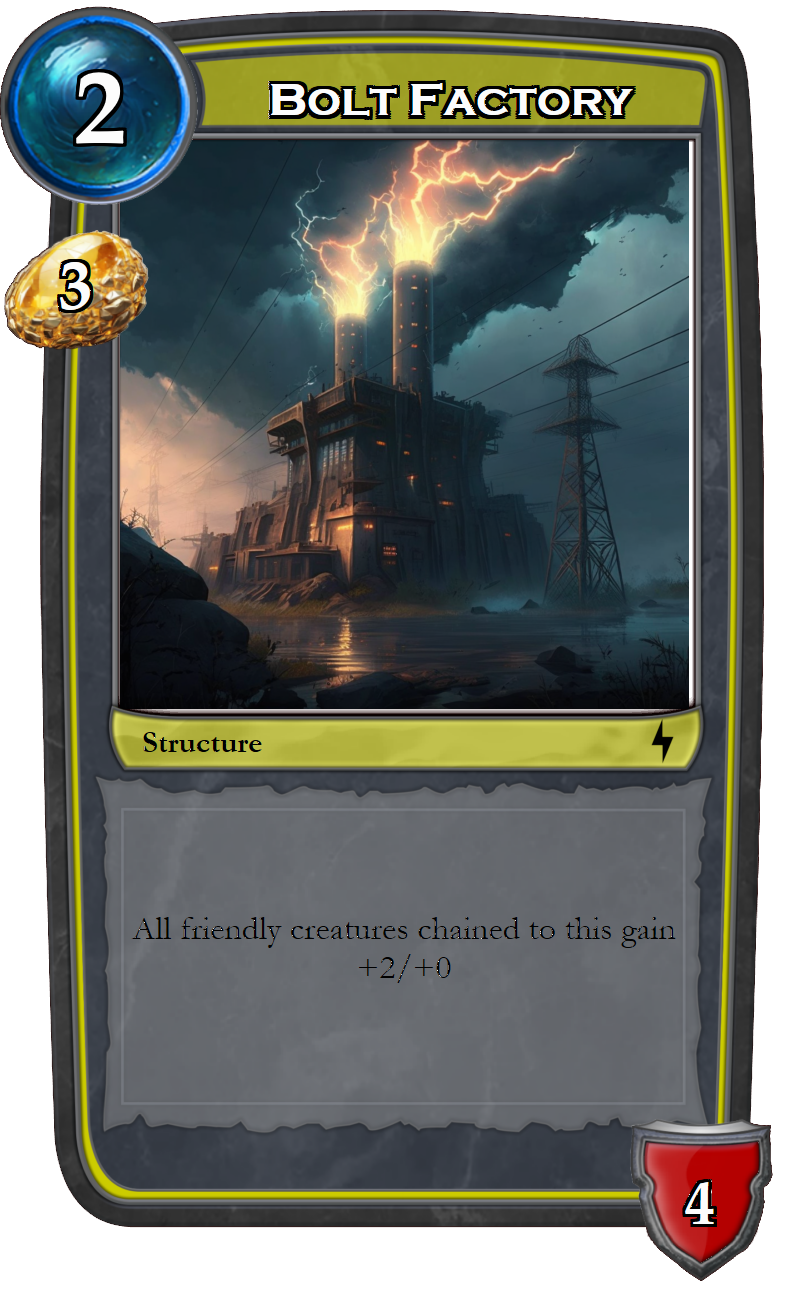 2
Bolt Factory
3
Structure
All friendly creatures chained to this gain
+2/+0
4